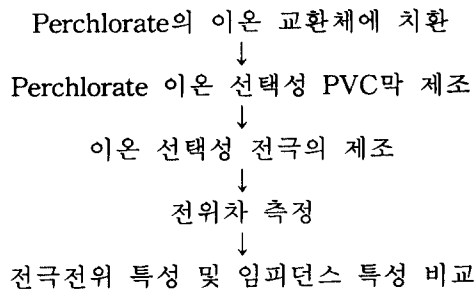 Perchlorate의 이온 교환체에 치환
↓
Perchlorate 이온 선택성 PVC막 제조
↓
이온 선택성 전극의 제조
↓
전위차 측정
↓
전극전위 특성 및 임피던스 특성 비교